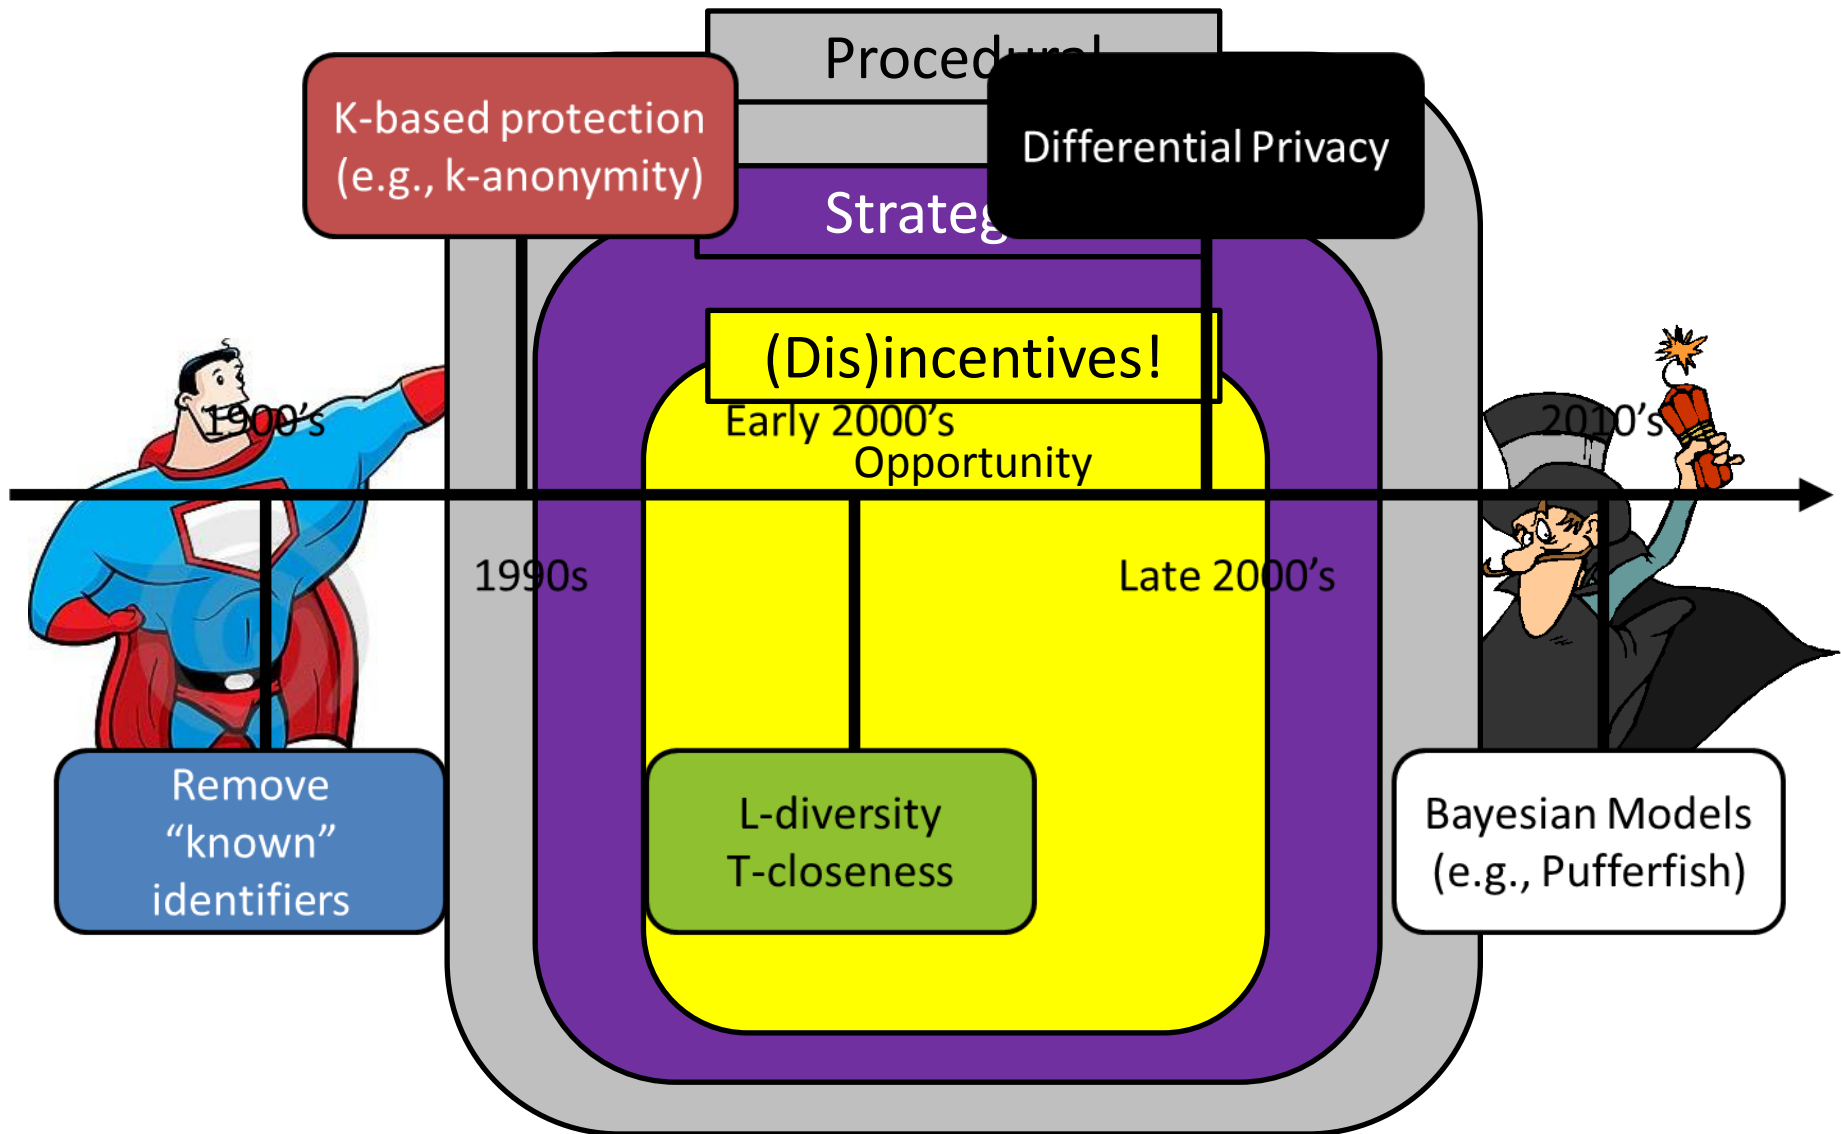 Procedural
K-based protection
(e.g., k-anonymity)
Differential Privacy
(Dis)incentives!
1900's
Early 2000's
2010's
Opportunity
1990s
Late 2000's
Remove
“known”
identifiers
L-diversity
T-closeness
Bayesian Models
(e.g., Pufferfish)